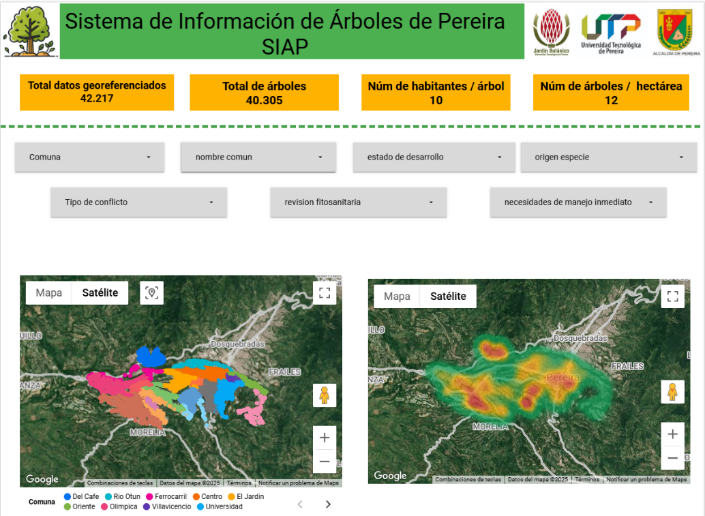 Sistema de Información de Árboles de Pereira
SIAP
Jardín Botánico
Universidad Tecnológica
de Pereira
ALCALDÍA DE PEREIRA
Total datos georeferenciados
42.217
Total de árboles
40.305
Núm de habitantes / árbol
10
Núm de árboles / hectárea
12
Comuna
nombre comun
estado de desarrollo
origen especie
Tipo de conflicto
revision fitosanitaria
necesidades de manejo inmediato
Mapa Satélite
Dosquebradas
FRAILES
MORELIA
Google
Combinaciones de teclas Datos del mapa ©2025 Términos Notificar un problema de Maps
Comuna Del Cafe Rio Otun Ferrocarril Centro El Jardin
Oriente Olimpica Villavicencio Universidad
Mapa Satélite
Dosquebradas
FRAILES
Pereira
MORELIA
Google
Combinaciones de teclas Datos del mapa ©2025 Términos Notificar un problema de Maps